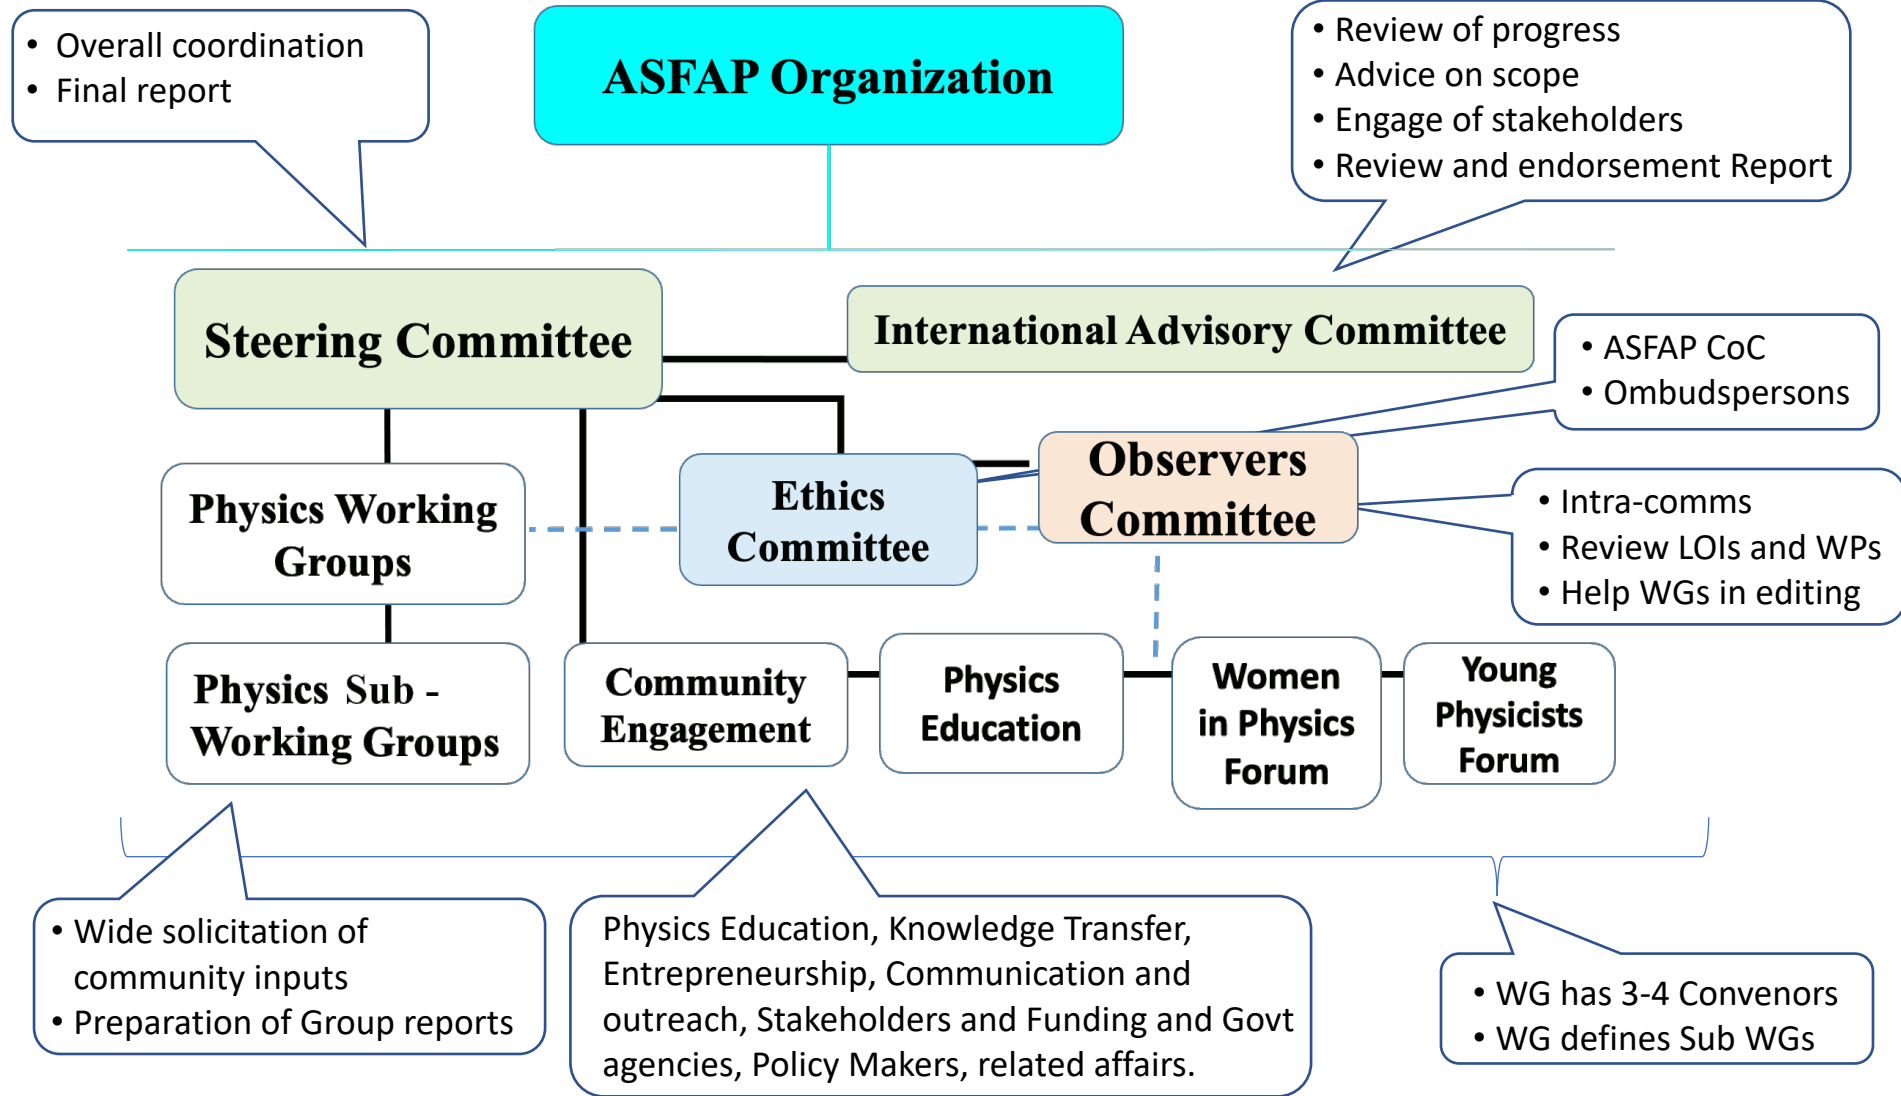 • Overall coordination
• Final report
ASFAP Organization
• Review of progress
• Advice on scope
• Engage of stakeholders
• Review and endorsement Report
Steering Committee
International Advisory Committee
• ASFAP CoC
• Ombudspersons
Physics Working
Groups
Ethics
Committee
Observers
Committee
• Intra-comms
• Review LOIs and WPs
• Help WGs in editing
Physics Sub -
Working Groups
Community
Engagement
Physics
Education
Women
in Physics
Forum
Young
Physicists
Forum
• Wide solicitation of
community inputs
• Preparation of Group reports
Physics Education, Knowledge Transfer,
Entrepreneurship, Communication and
outreach, Stakeholders and Funding and Govt
agencies, Policy Makers, related affairs.
• WG has 3-4 Convenors
• WG defines Sub WGs